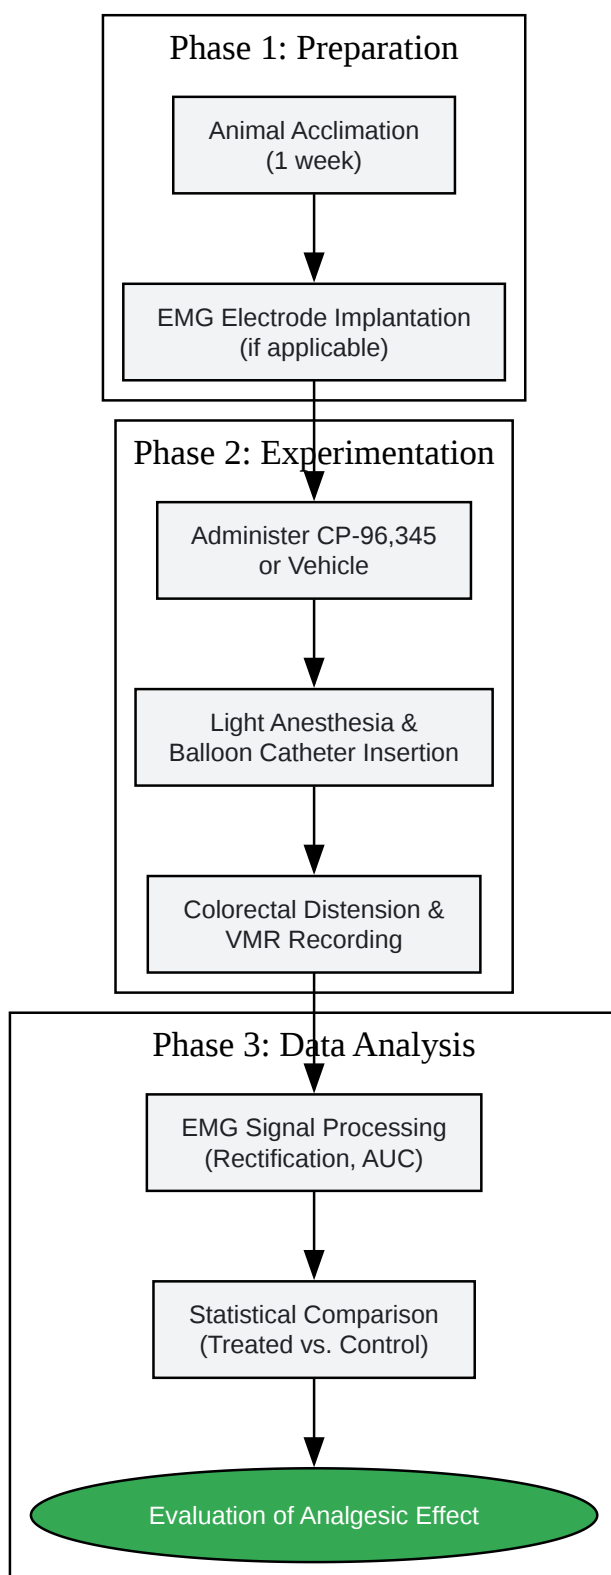 Phase 1: Preparation
Animal Acclimation
(1 week)
EMG Electrode Implantation
(if applicable)
Phase 2: Experimentation
Administer CP-96,345
or Vehicle
Light Anesthesia &
Balloon Catheter Insertion
Colorectal Distension &
VMR Recording
Phase 3: Data Analysis
EMG Signal Processing
(Rectification, AUC)
Statistical Comparison
(Treated vs. Control)
Evaluation of Analgesic Effect